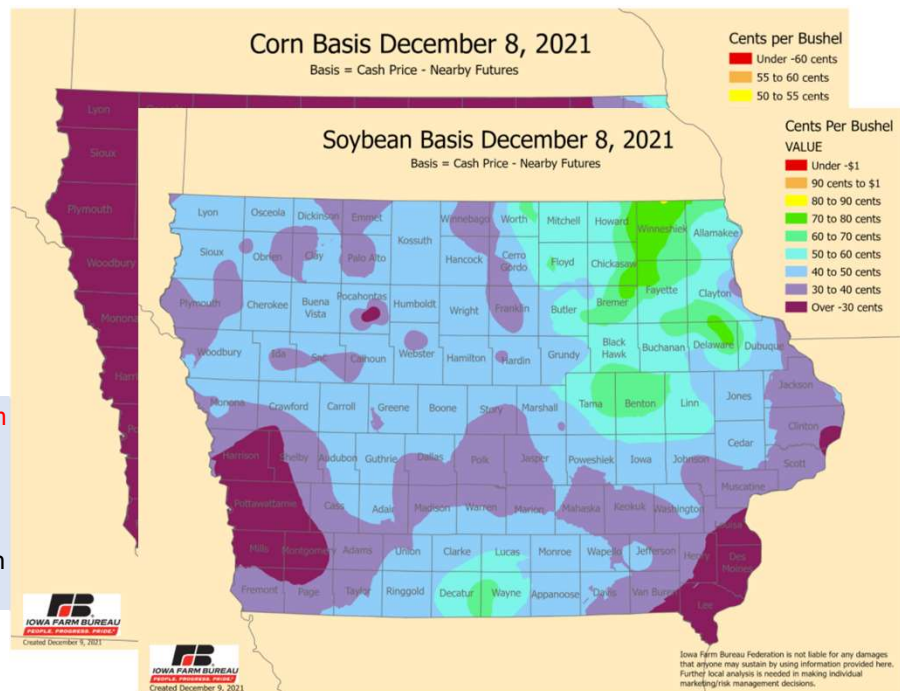 Corn Basis December 8, 2021
Basis = Cash Price - Nearby Futures
Cents per Bushel
Under -60 cents
55 to 60 cents
50 to 55 cents
Lyon
Sioux
Plymouth
Woodbury
Monona
Harri
IOWA FARM BUREAU
PEOPLE. PROGRESS. PRIDE.®
Created December 9, 2021
Soybean Basis December 8, 2021
Basis = Cash Price - Nearby Futures
Cents Per Bushel
VALUE
Under -$1
90 cents to $1
80 to 90 cents
70 to 80 cents
60 to 70 cents
50 to 60 cents
40 to 50 cents
30 to 40 cents
Over -30 cents
Lyon Osceola Dickinson Emmet Winnebago Worth Mitchell Howard Winneshiek Allamakee
Kossuth
Sioux Obrien Clay Palo Alto Hancock Cerro Gordo Floyd Chickasaw
Plymouth Cherokee Buena Vista Pocahontas Humboldt Wright Franklin Butler Bremer Fayette Clayton
Woodbury Ida Sac Calhoun Webster Hamilton Hardin Grundy Black Hawk Buchanan Delaware Dubuque
Monona Crawford Carroll Greene Boone Story Marshall Tama Benton Linn Jones Jackson
Clinton
Harrison Shelby Audubon Guthrie Dallas Polk Jasper Poweshiek Iowa Johnson Cedar Scott
Muscatine
Pottawattamie Cass Adair Madison Warren Marion Mahaska Keokuk Washington Louisa
Mills Montgomery Adams Union Clarke Lucas Monroe Wapello Jefferson Henry Des Moines
Fremont Page Taylor Ringgold Decatur Wayne Appanoose Davis Van Buren Lee
IOWA FARM BUREAU
PEOPLE. PROGRESS. PRIDE.®
Created December 9, 2021
Iowa Farm Bureau Federation is not liable for any damages
that anyone may sustain by using information provided here.
Further local analysis is needed in making individual
marketing/risk management decisions.